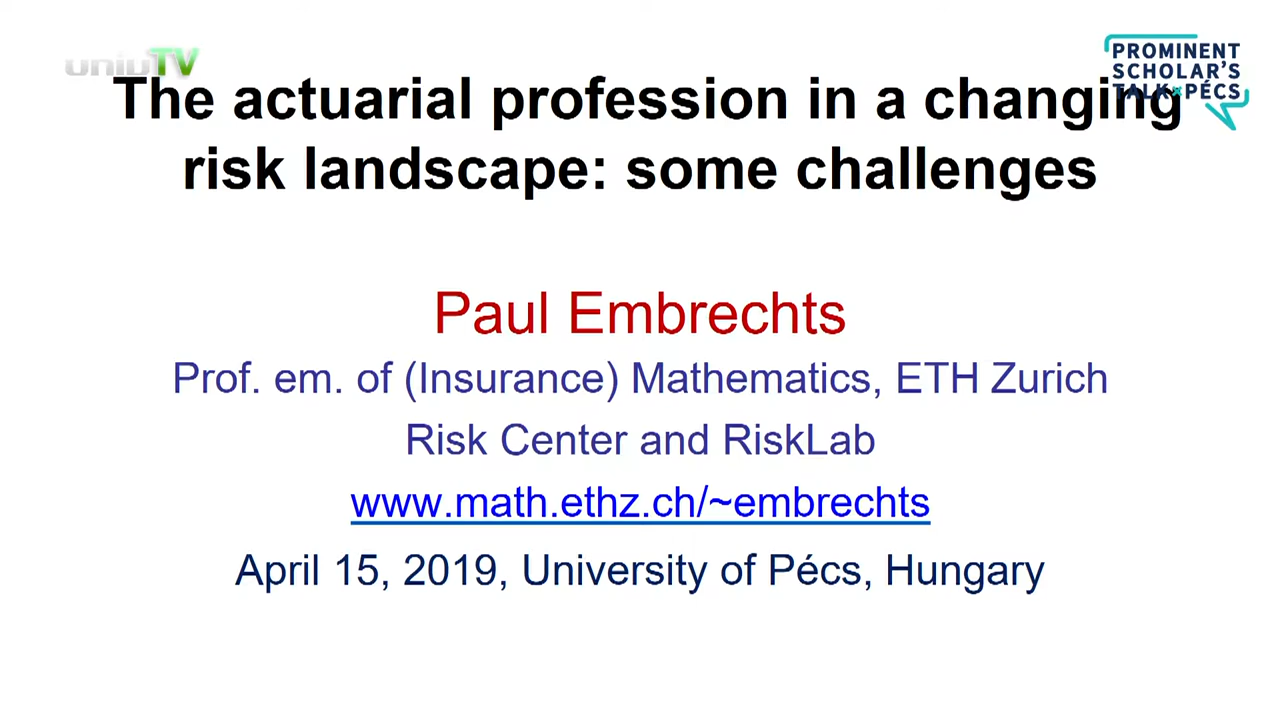 uniuTV
PROMINENT
SCHOLAR'S
TALK PÉCS
The actuarial profession in a changing
risk landscape: some challenges
Paul Embrechts
Prof. em. of (Insurance) Mathematics, ETH Zurich
Risk Center and RiskLab
www.math.ethz.ch/~embrechts
April 15, 2019, University of Pécs, Hungary